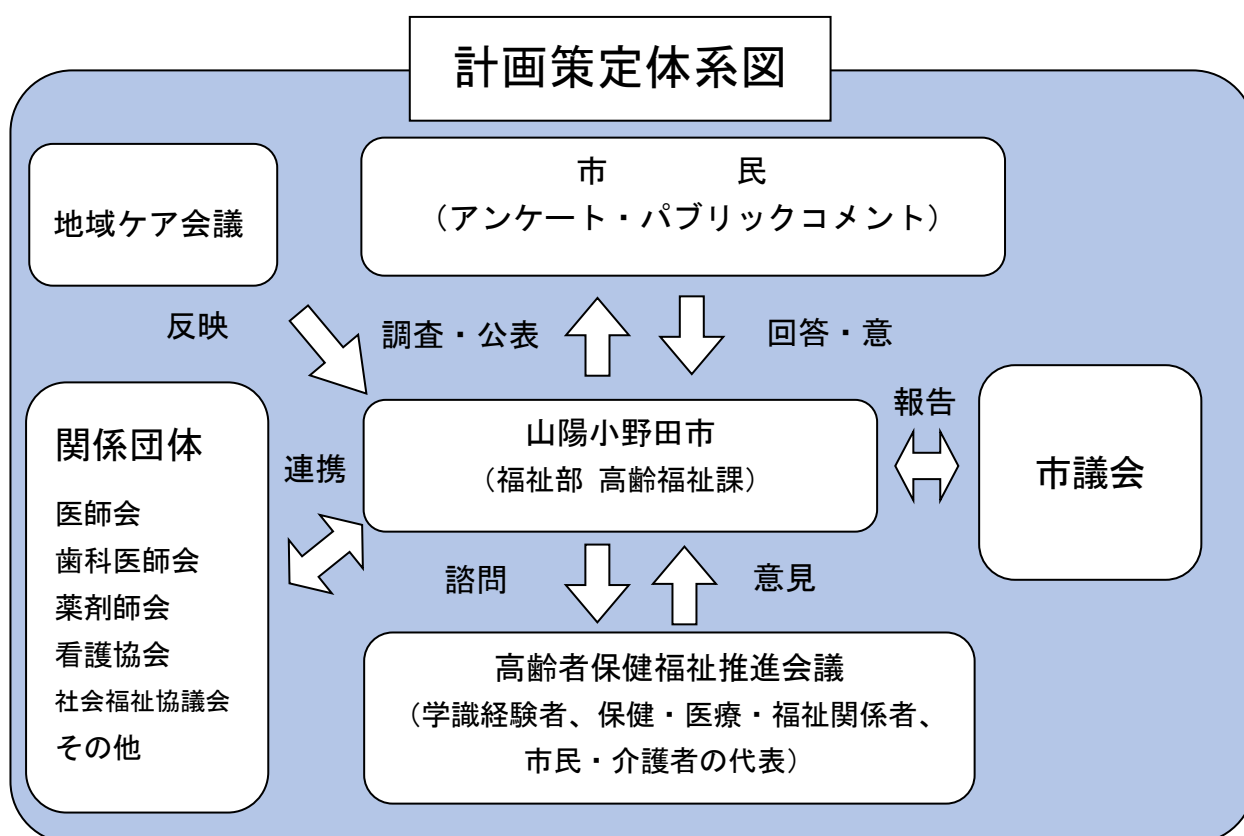 計画策定体系図
地域ケア会議
市　民
（アンケート・パブリックコメント）
反映
調査・公表
回答・意
関係団体
医師会
歯科医師会
薬剤師会
看護協会
社会福祉協議会
その他
連携
山陽小野田市
（福祉部 高齢福祉課）
報告
市議会
諮問
意見
高齢者保健福祉推進会議
（学識経験者、保健・医療・福祉関係者、
市民・介護者の代表）